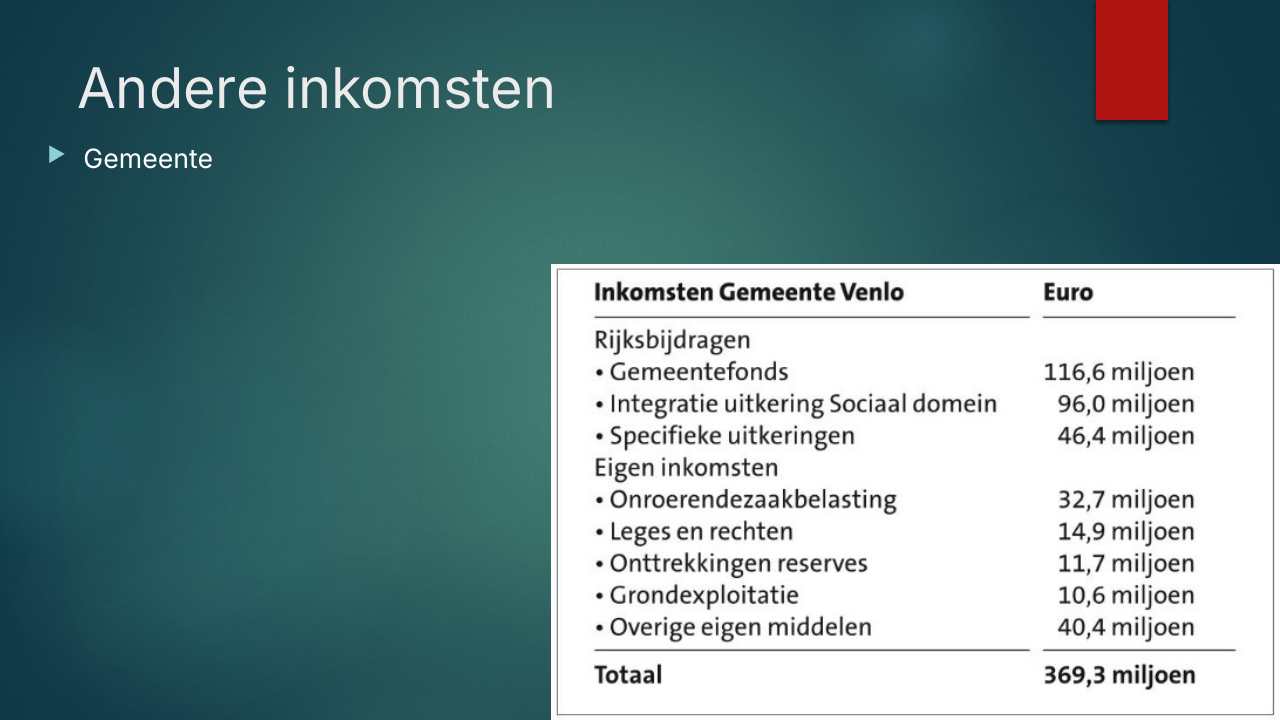 Andere inkomsten
Gemeente
Inkomsten Gemeente Venlo Euro
Rijksbijdragen
• Gemeentefonds 116,6 miljoen
• Integratie uitkering Sociaal domein 96,0 miljoen
• Specifieke uitkeringen 46,4 miljoen
Eigen inkomsten
• Onroerendezaakbelasting 32,7 miljoen
• Leges en rechten 14,9 miljoen
• Onttrekkingen reserves 11,7 miljoen
• Grondexploitatie 10,6 miljoen
• Overige eigen middelen 40,4 miljoen
Totaal 369,3 miljoen